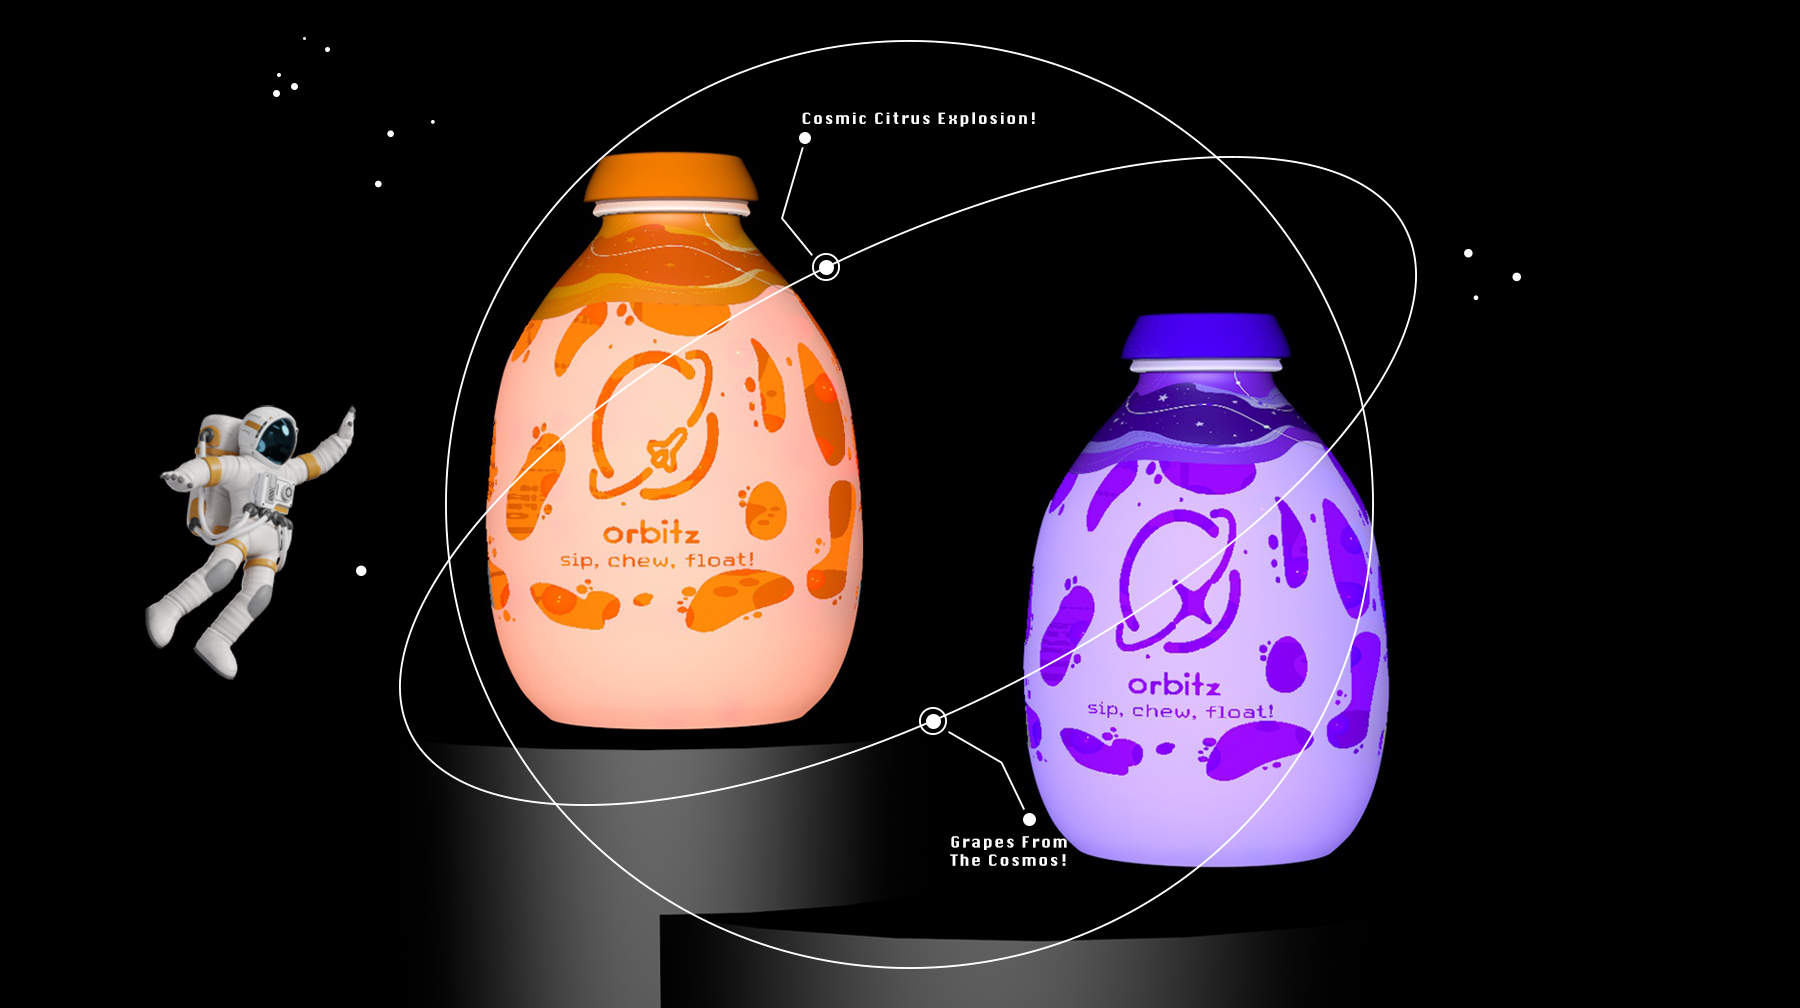 Cosmic Citrus Explosion!
orbitz
sip, chew, float!
orbitz
sip, chew, float!
Grapes From
The Cosmos!